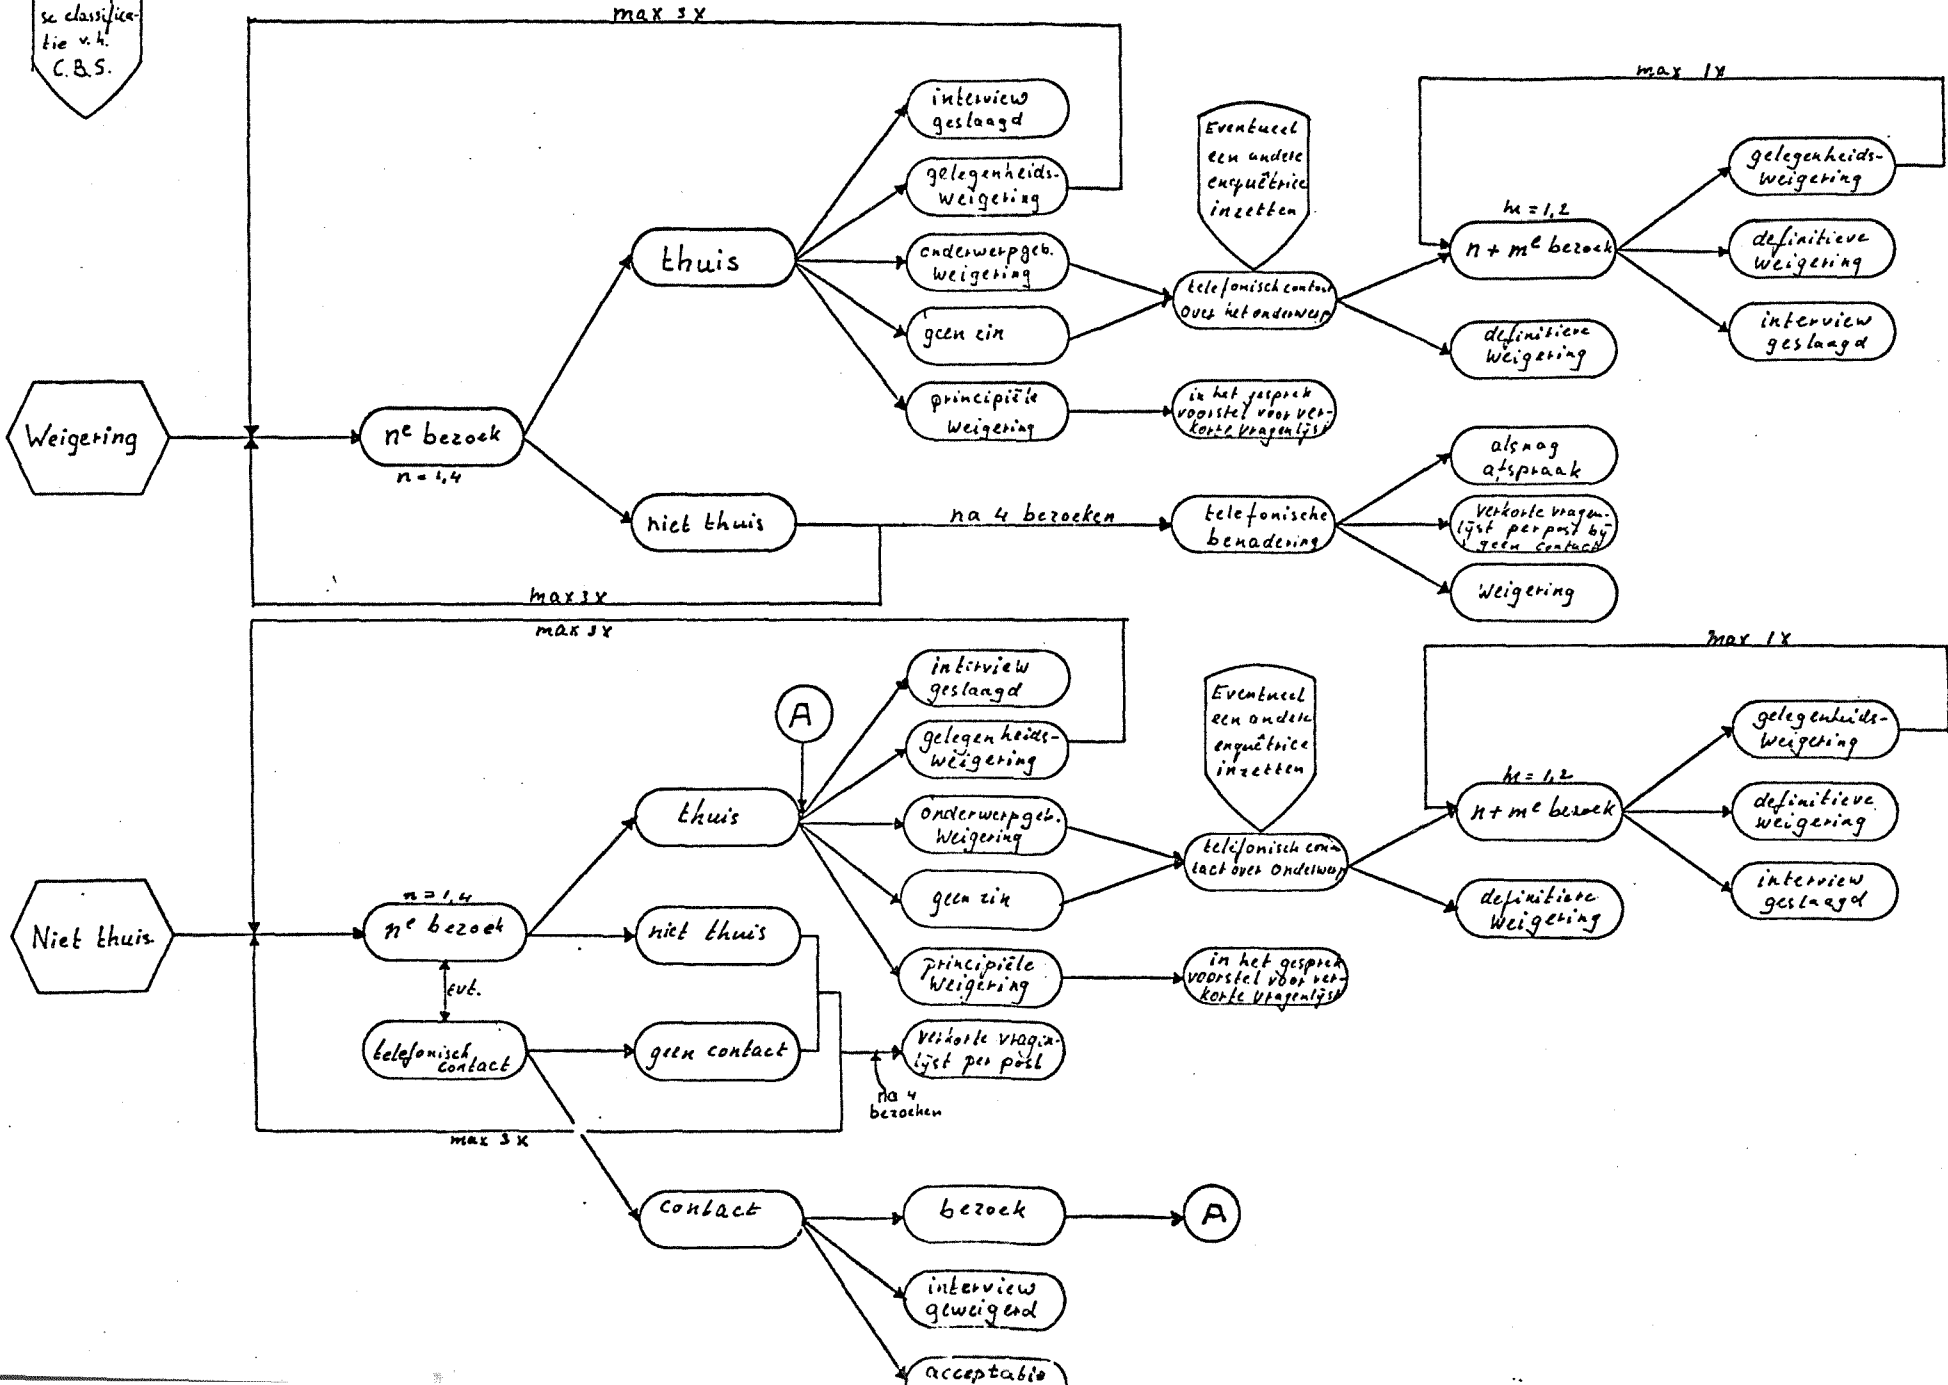 se classifica-
tie v.h.
C.B.S.
max 3x
max 1x
interview
geslaagd
gelegenheids-
weigering
onderwerpgeb.
weigering
geen zin
principiële
weigering
thuis
Eventueel
een andere
enquêtrice
inzetten
telefonisch contact
over het onderwerp
in het gesprek
voorstel voor ver-
korte vragenlijst
m = 1,2
n + me bezoek
definitieve
weigering
gelegenheids-
weigering
definitieve
weigering
interview
geslaagd
Weigering
ne bezoek
n = 1,4
niet thuis
na 4 bezoeken
telefonische
benadering
alsnog
afspraak
verkorte vragen-
lijst per post bij
geen contact
weigering
max 3x
max 3x
max 1x
A
interview
geslaagd
gelegenheids-
weigering
onderwerpgeb.
weigering
geen zin
principiële
weigering
thuis
Eventueel
een andere
enquêtrice
inzetten
telefonisch con-
tact over onderwerp
in het gesprek
voorstel voor ver-
korte vragenlijst
m = 1,2
n + me bezoek
definitieve
weigering
gelegenheids-
weigering
definitieve
weigering
interview
geslaagd
Niet thuis
n = 1,4
ne bezoek
evt.
telefonisch
contact
niet thuis
geen contact
verkorte vragen-
lijst per post
na 4
bezoeken
max 3x
contact
bezoek
A
interview
geweigerd
acceptatie